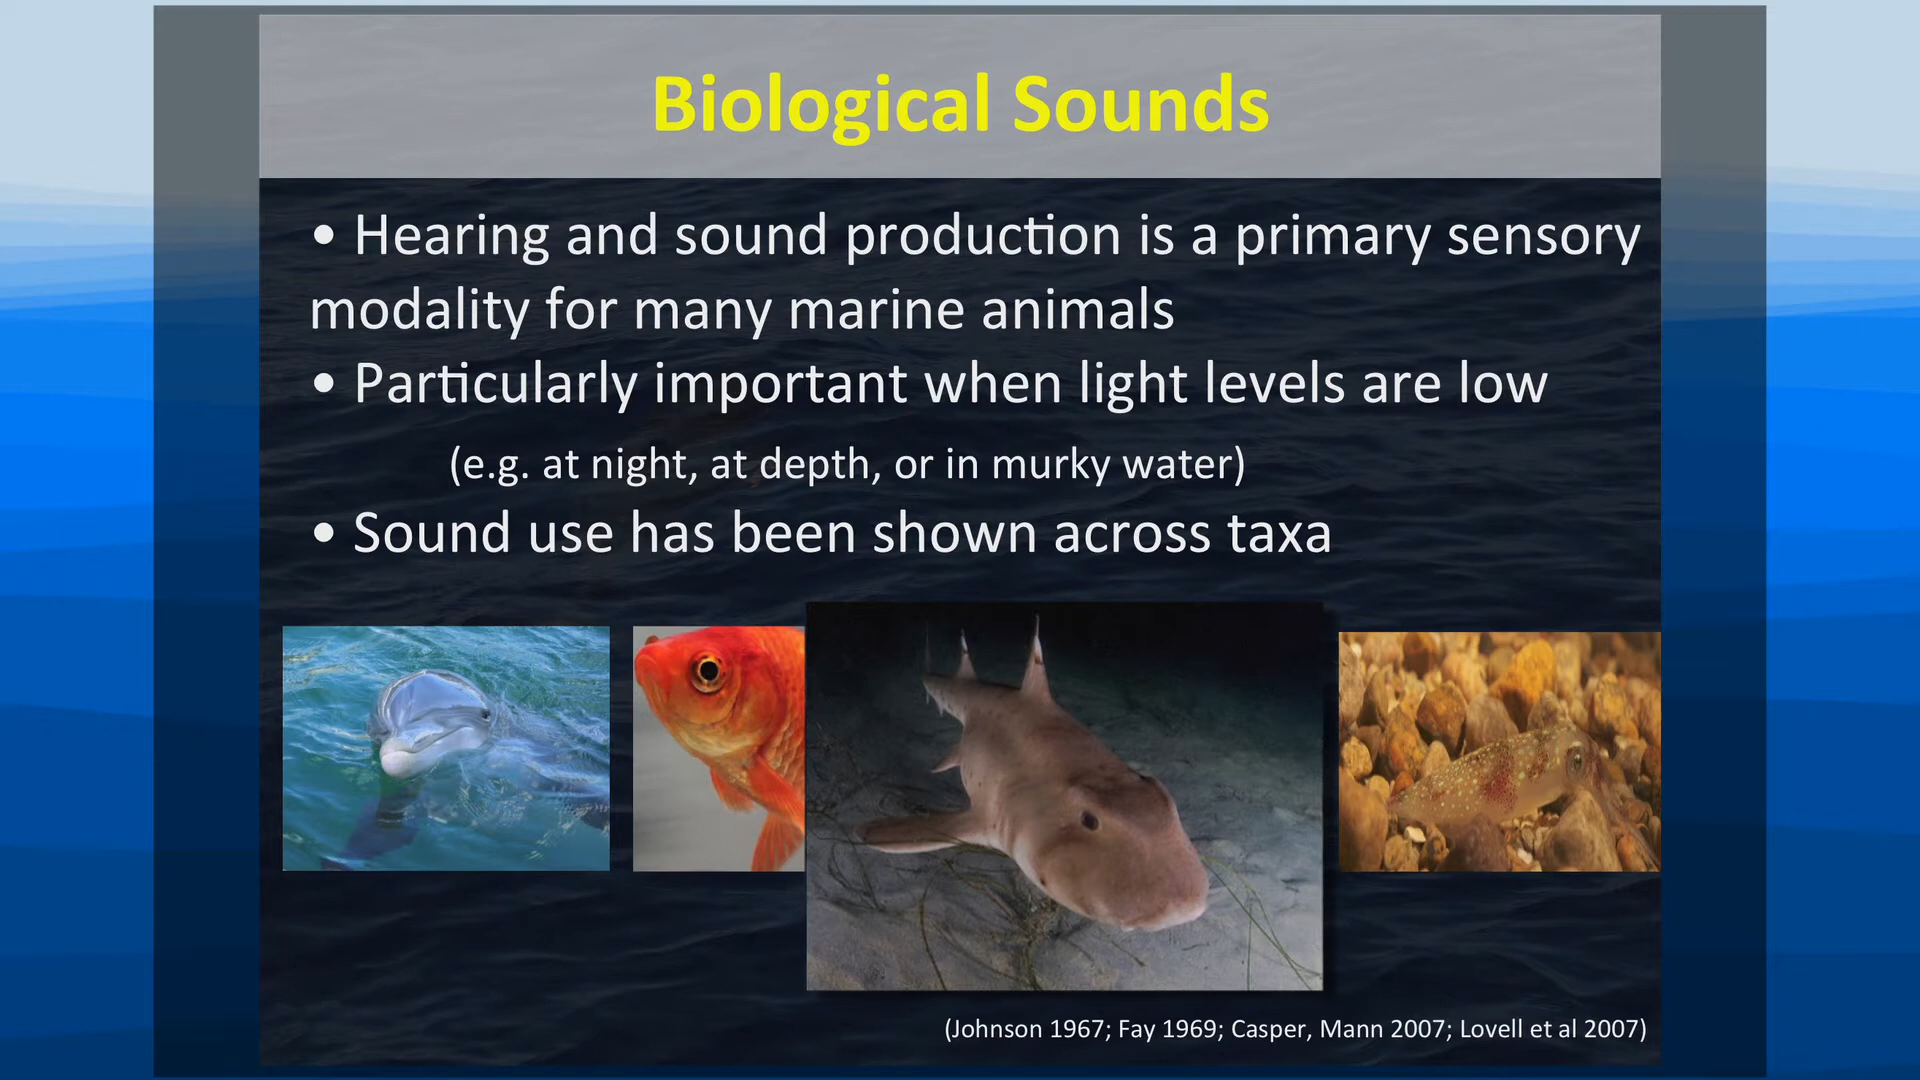 Biological Sounds
• Hearing and sound production is a primary sensory
modality for many marine animals
• Particularly important when light levels are low
(e.g. at night, at depth, or in murky water)
• Sound use has been shown across taxa
(Johnson 1967; Fay 1969; Casper, Mann 2007; Lovell et al 2007)